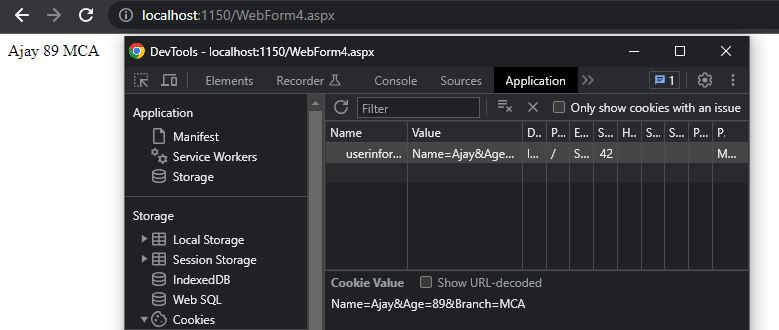 localhost:1150/WebForm4.aspx
Ajay 89 MCA
DevTools - localhost:1150/WebForm4.aspx
Elements Recorder Console Sources Application 1
Application
Manifest
Service Workers
Storage
Storage
Local Storage
Session Storage
IndexedDB
Web SQL
Cookies
Filter Only show cookies with an issue
Name Value D.. P.. E.. S... H.. S... S... P... P.
userinfor... Name=Ajay&Age... l... / S... 42 M...
Cookie Value Show URL-decoded
Name=Ajay&Age=89&Branch=MCA